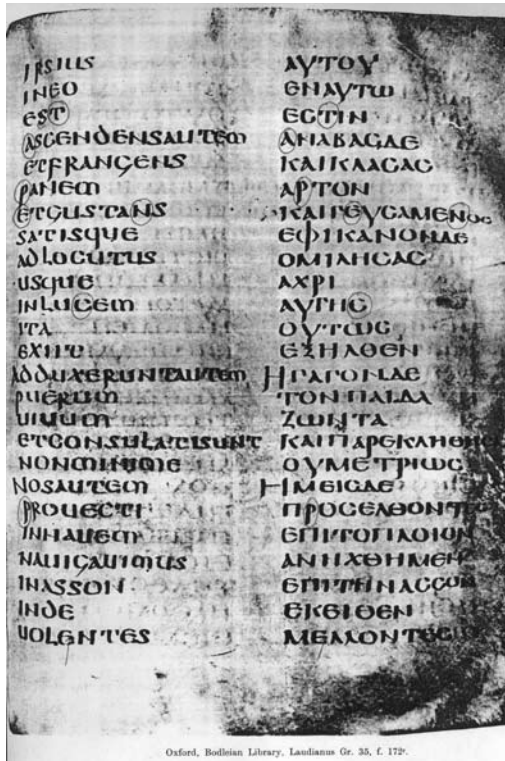 IPSIUS
INEO
EST
ASCENDENSAUTEM
ETFRANGENS
PANEM
ETGUSTANS
SATISQUE
ADLOCUTUS
USQUE
INLUCEM
ITA
EXIIT
ADDUXERUNTAUTEM
PUERUM
UIUUM
ETCONSULATISUNT
NONMINIME
NOSAUTEM
PROUECTI
INNAUEM
NAUIGAUIMUS
INASSON
INDE
UOLENTES
ΑΥΤΟΥ
ΕΝΑΥΤΩ
ΕϹΤΙΝ
ΑΝΑΒΑϹΔΕ
ΚΑΙΚΛΑϹΑϹ
ΑΡΤΟΝ
ΚΑΙΓΕΥϹΑΜΕΝΟϹ
ΕΦΙΚΑΝΟΝΔΕ
ΟΜΙΛΗϹΑϹ
ΑΧΡΙ
ΑΥΓΗϹ
ΟΥΤΩϹ
ΕΞΗΛΘΕΝ
ΗΓΑΓΟΝΔΕ
ΤΟΝΠΑΙΔΑ
ΖΩΝΤΑ
ΟΥΜΕΤΡΙΩϹ
ΗΜΕΙϹΔΕ
ΠΡΟϹΕΛΘΟΝΤΕ
ΕΠΙΤΟΠΛΟΙΟΝ
ΑΝΗΧΘΗΜΕΝ
ΕΠΙΤΗΝΑϹϹΟΝ
ΕΚΕΙΘΕΝ
ΜΕΛΛΟΝΤΕϹ
Oxford, Bodleian Library, Laudianus Gr. 35, f. 172ʳ.